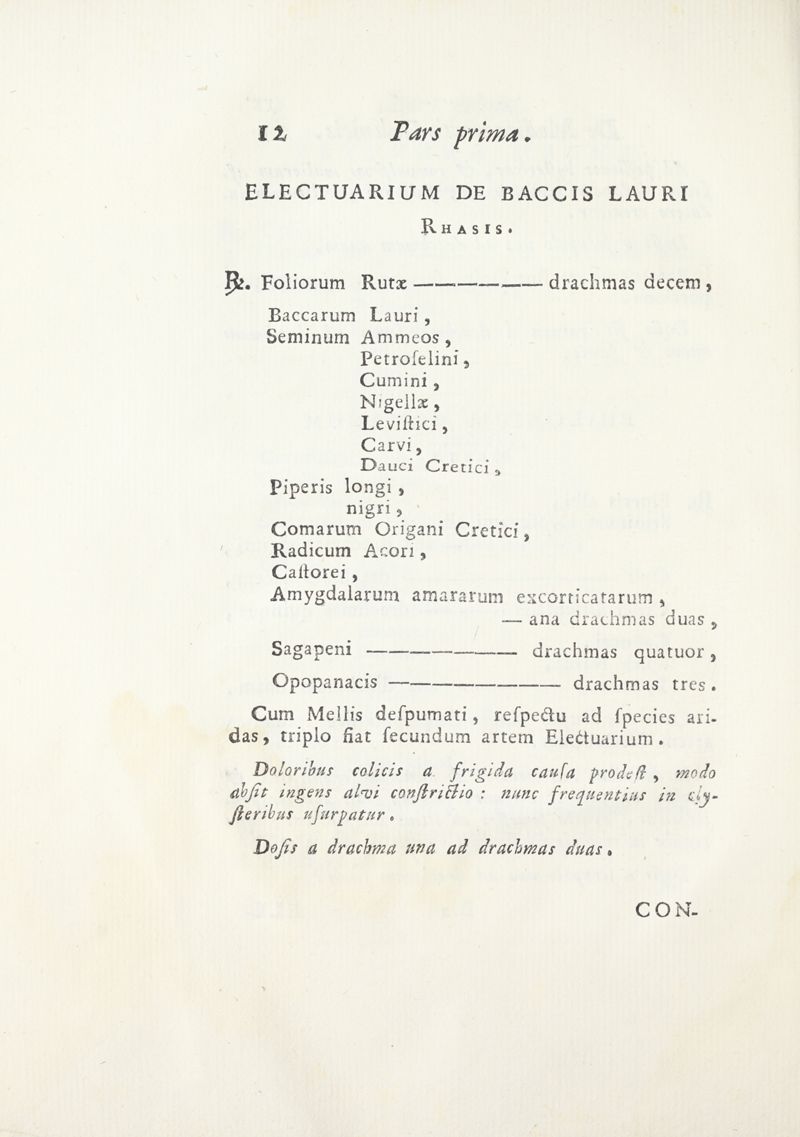 12 Pars prima.
ELECTUARIUM DE BACCIS LAURI
RHASIS.
℞. Foliorum Rutæ ——————— drachmas decem,
Baccarum Lauri,
Seminum Ammeos,
Petroſelini,
Cumini,
Nigellæ,
Leviſtici,
Carvi,
Dauci Cretici,
Piperis longi,
nigri,
Comarum Origani Cretici,
Radicum Acori,
Caſtorei,
Amygdalarum amararum excorticatarum,
— ana drachmas duas,
Sagapeni ——————— drachmas quatuor,
Opopanacis ——————— drachmas tres.
Cum Mellis deſpumati, reſpectu ad ſpecies ari-
das, triplo fiat ſecundum artem Electuarium.
Doloribus colicis a frigida cauſa prodeſt, modo
abſit ingens alvi conſtrictio : nunc frequentius in cly-
ſteribus uſurpatur.
Doſis a drachma una ad drachmas duas.
CON-